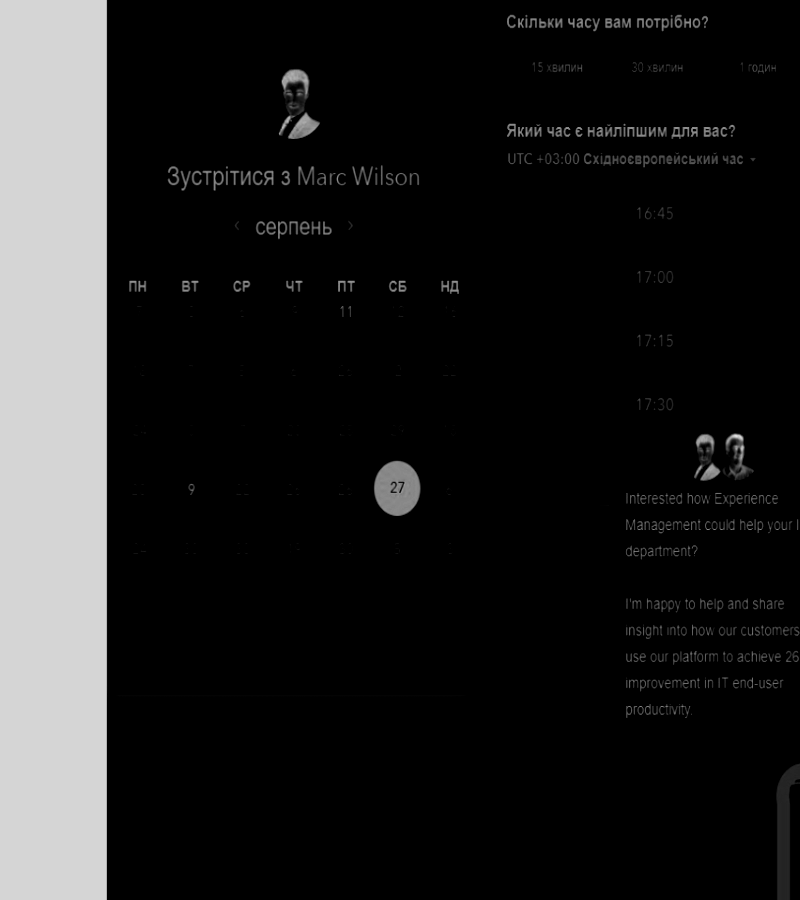 Скільки часу вам потрібно?
15 хвилин
30 хвилин
1 годин
Зустрітися з Marc Wilson
‹ серпень ›
ПН ВТ СР ЧТ ПТ СБ НД
11
9
27
Який час є найліпшим для вас?
UTC +03:00 Східноєвропейський час
16:45
17:00
17:15
17:30
Interested how Experience
Management could help your
department?
I'm happy to help and share
insight into how our customers
use our platform to achieve 26
improvement in IT end-user
productivity.